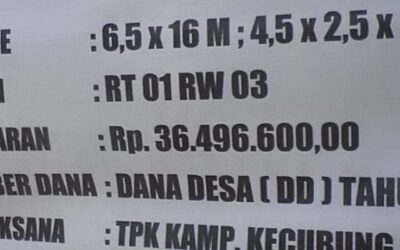 E : 6,5 x 16 M ; 4,5 x 2,5 x
: RT 01 RW 03
ARAN : Rp. 36.496.600,00
BER DANA : DANA DESA ( DD ) TAHU
KSANA : TPK KAMP. KEGUBUNG